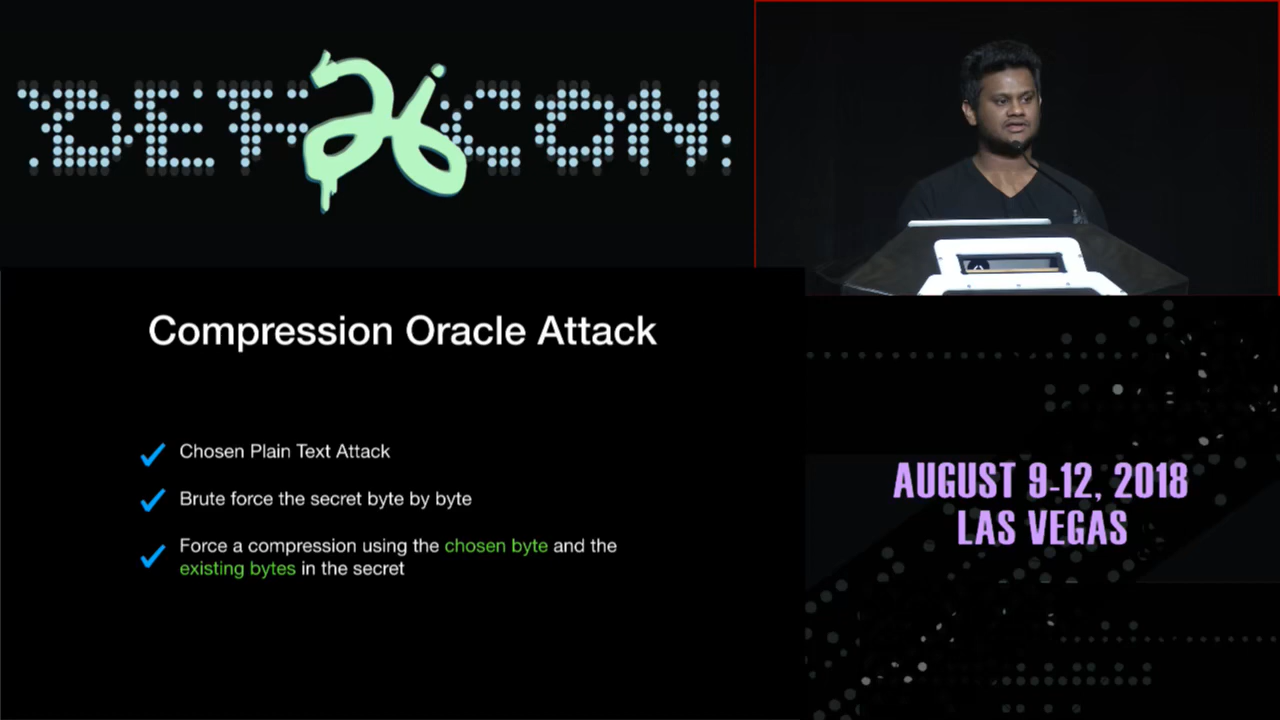 DEF 26 CON
Compression Oracle Attack
Chosen Plain Text Attack
Brute force the secret byte by byte
Force a compression using the chosen byte and the
existing bytes in the secret
AUGUST 9-12, 2018
LAS VEGAS